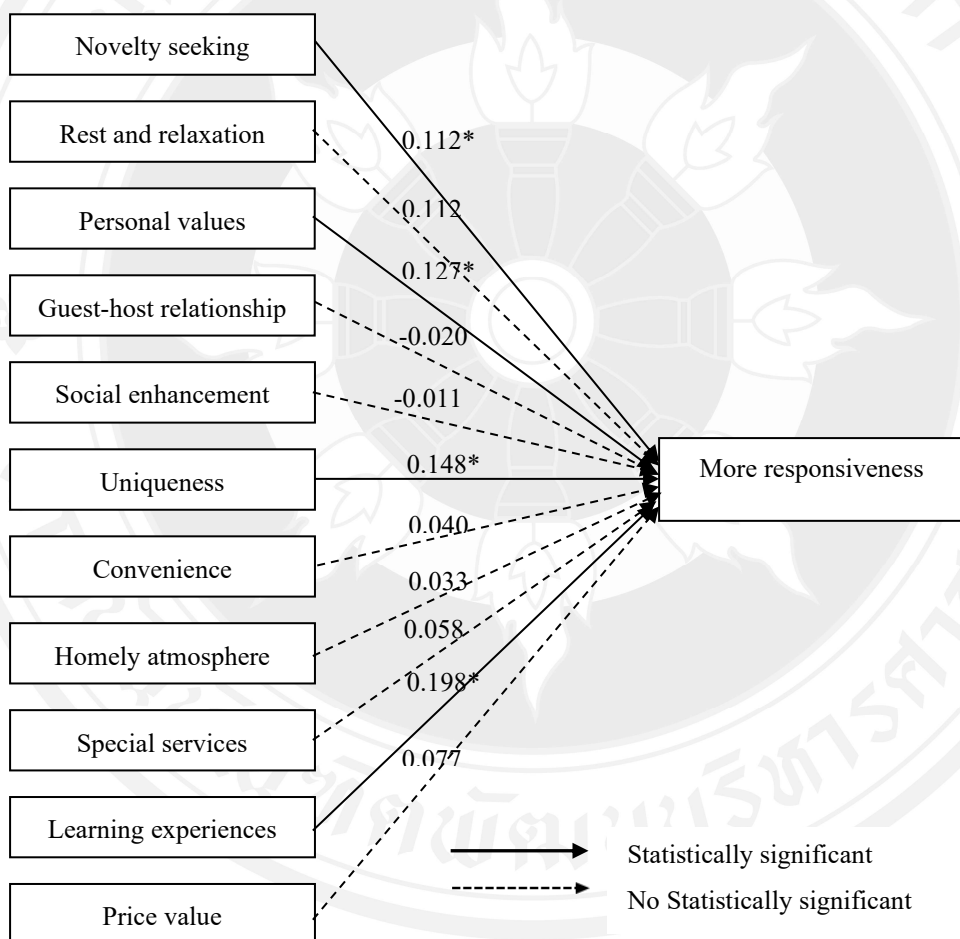 Novelty seeking
Rest and relaxation
Personal values
Guest-host relationship
Social enhancement
Uniqueness
Convenience
Homely atmosphere
Special services
Learning experiences
Price value
0.112*
0.112
0.127*
-0.020
-0.011
0.148*
0.040
0.033
0.058
0.198*
0.077
More responsiveness
Statistically significant
No Statistically significant